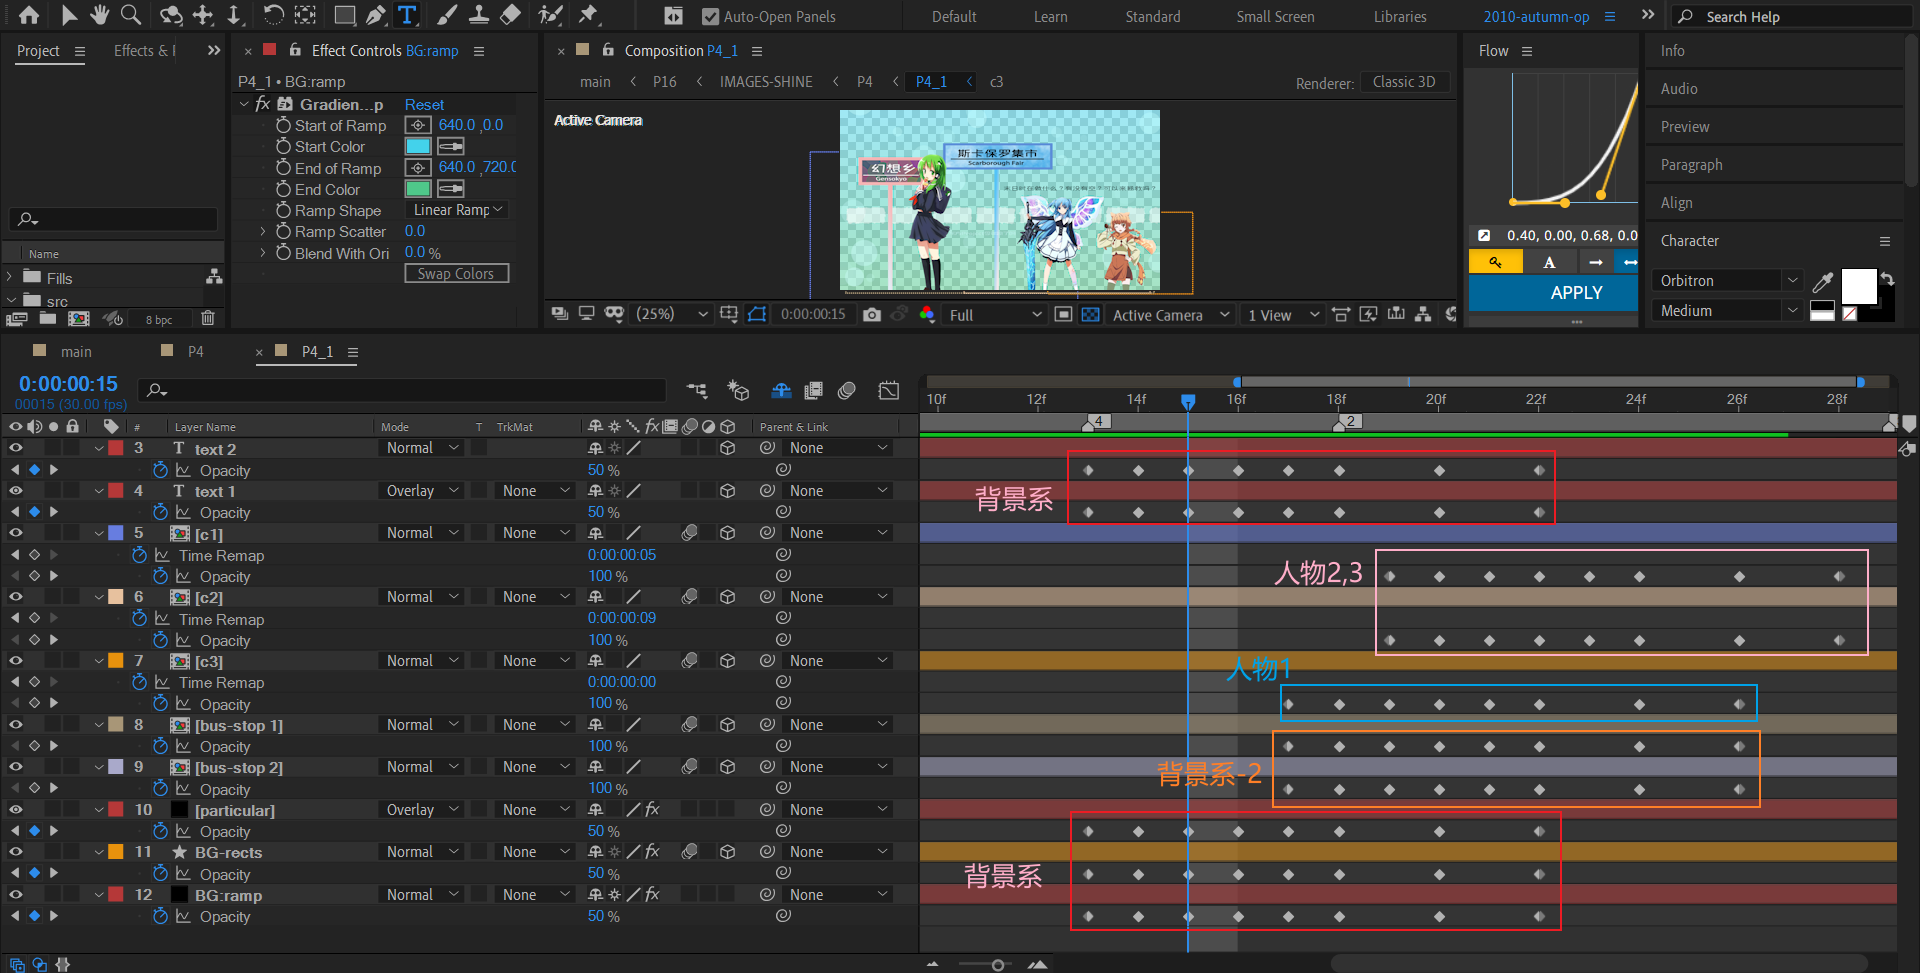 Auto-Open Panels
Default
Learn
Standard
Small Screen
Libraries
2010-autumn-op
Search Help
Project
Effects &
Effect Controls BG:ramp
P4_1 • BG:ramp
Gradien...p
Reset
Start of Ramp
640.0 ,0.0
Start Color
End of Ramp
640.0 ,720.0
End Color
Ramp Shape
Linear Ramp
Ramp Scatter
0.0
Blend With Ori
0.0 %
Swap Colors
Name
Fills
src
8 bpc
Composition P4_1
main
P16
IMAGES-SHINE
P4
P4_1
c3
Renderer:
Classic 3D
Active Camera
幻想乡
Gensokyo
斯卡保罗集市
Scarborough Fair
(25%)
0:00:00:15
Full
Active Camera
1 View
Flow
0.40, 0.00, 0.68, 0.0
A
APPLY
Info
Audio
Preview
Paragraph
Align
Character
Orbitron
Medium
main
P4
P4_1
0:00:00:15
00015 (30.00 fps)
10f
12f
14f
16f
18f
20f
22f
24f
26f
28f
4
2
#
Layer Name
Mode
T
TrkMat
Parent & Link
3
T
text 2
Normal
None
Opacity
50 %
4
T
text 1
Overlay
None
None
Opacity
50 %
5
[c1]
Normal
None
None
Time Remap
0:00:00:05
Opacity
100 %
6
[c2]
Normal
None
None
Time Remap
0:00:00:09
Opacity
100 %
7
[c3]
Normal
None
None
Time Remap
0:00:00:00
Opacity
100 %
8
[bus-stop 1]
Normal
None
None
Opacity
100 %
9
[bus-stop 2]
Normal
None
None
Opacity
100 %
10
[particular]
Overlay
None
None
Opacity
50 %
11
BG-rects
Normal
None
None
Opacity
50 %
12
BG:ramp
Normal
None
None
Opacity
50 %
背景系
人物2,3
人物1
背景系-2
背景系